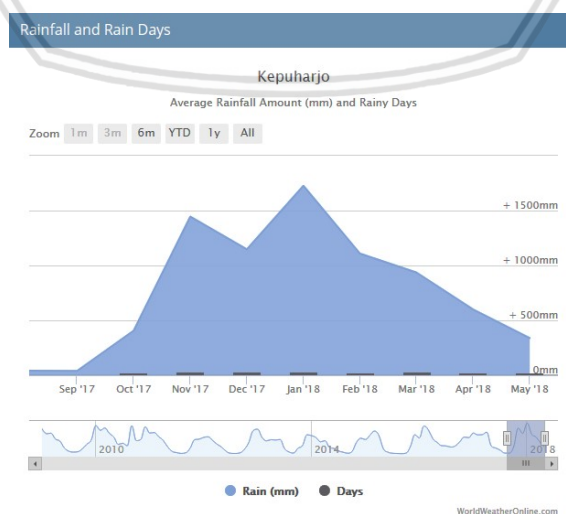 Rainfall and Rain Days
Kepuharjo
Average Rainfall Amount (mm) and Rainy Days
Zoom 1m 3m 6m YTD 1y All
+ 1500mm
+ 1000mm
+ 500mm
0mm
Sep '17 Oct '17 Nov '17 Dec '17 Jan '18 Feb '18 Mar '18 Apr '18 May '18
2010 2014 2018
Rain (mm) Days
WorldWeatherOnline.com